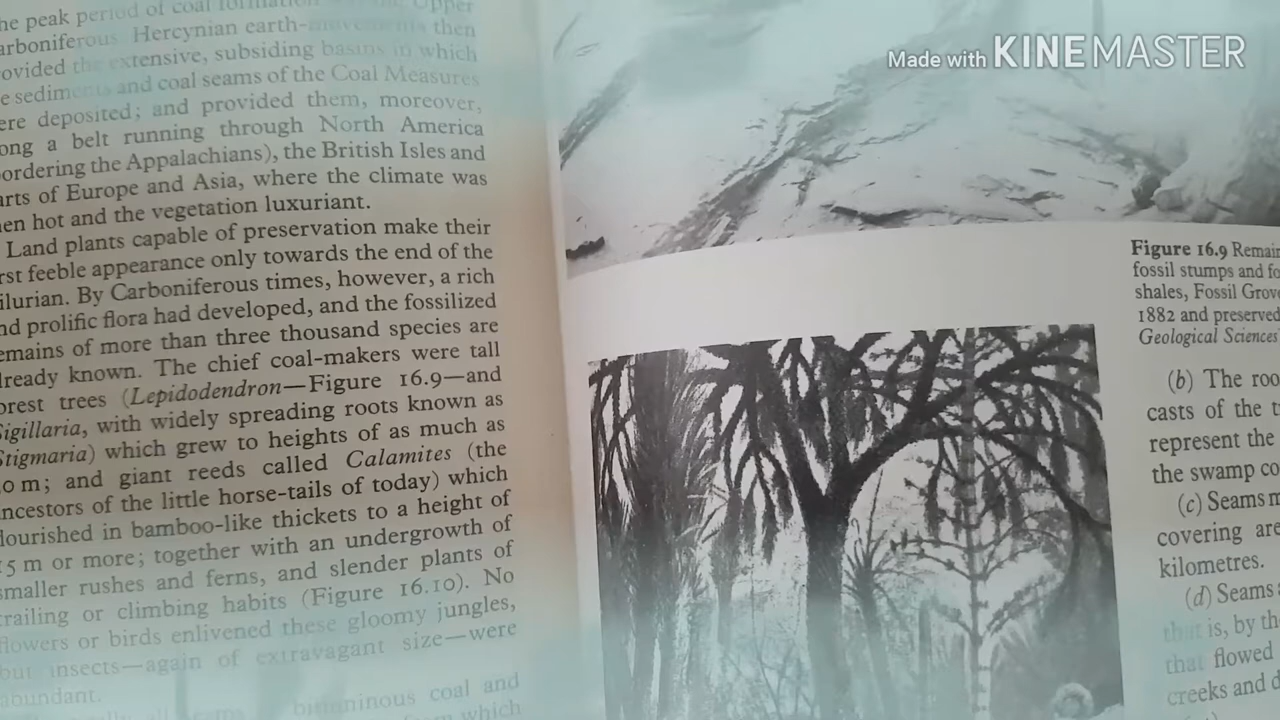 Made with KINEMASTER
he peak period of coal formation the Upper
arboniferous Hercynian earth-movements then
rovided the extensive, subsiding basins in which
e sediments and coal seams of the Coal Measures
ere deposited; and provided them, moreover,
ong a belt running through North America
ordering the Appalachians), the British Isles and
arts of Europe and Asia, where the climate was
hen hot and the vegetation luxuriant.
Land plants capable of preservation make their
rst feeble appearance only towards the end of the
ilurian. By Carboniferous times, however, a rich
nd prolific flora had developed, and the fossilized
emains of more than three thousand species are
lready known. The chief coal-makers were tall
orest trees (Lepidodendron—Figure 16.9—and
Sigillaria, with widely spreading roots known as
Stigmaria) which grew to heights of as much as
0 m; and giant reeds called Calamites (the
ncestors of the little horse-tails of today) which
lourished in bamboo-like thickets to a height of
5 m or more; together with an undergrowth of
smaller rushes and ferns, and slender plants of
trailing or climbing habits (Figure 16.10). No
flowers or birds enlivened these gloomy jungles,
but insects—again of extravagant size—were
abundant.
bituminous coal and
from which
Figure 16.9 Remain
fossil stumps and fo
shales, Fossil Grove
1882 and preserved
Geological Sciences
(b) The roo
casts of the t
represent the
the swamp co
(c) Seams m
covering are
kilometres.
(d) Seams
that is, by th
that flowed
creeks and d